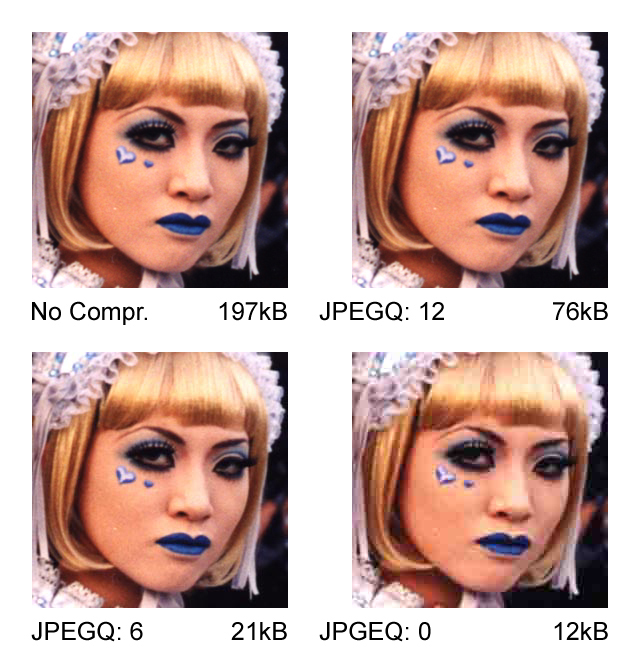 No Compr. 197kB
JPEGQ: 12 76kB
JPEGQ: 6 21kB
JPGEQ: 0 12kB